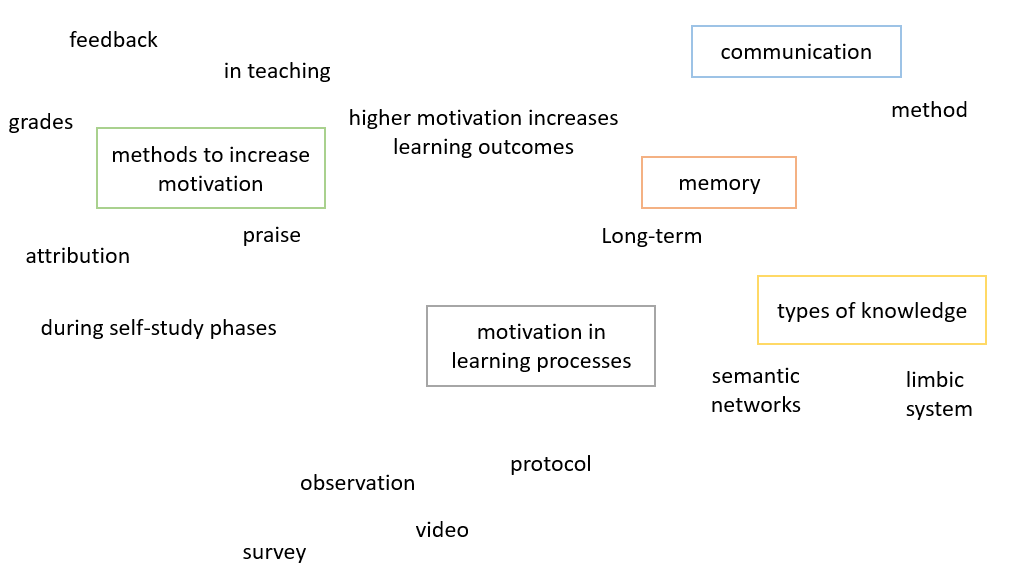 feedback
in teaching
communication
grades
higher motivation increases
learning outcomes
method
methods to increase
motivation
memory
praise
Long-term
attribution
during self-study phases
motivation in
learning processes
types of knowledge
semantic
networks
limbic
system
protocol
observation
video
survey